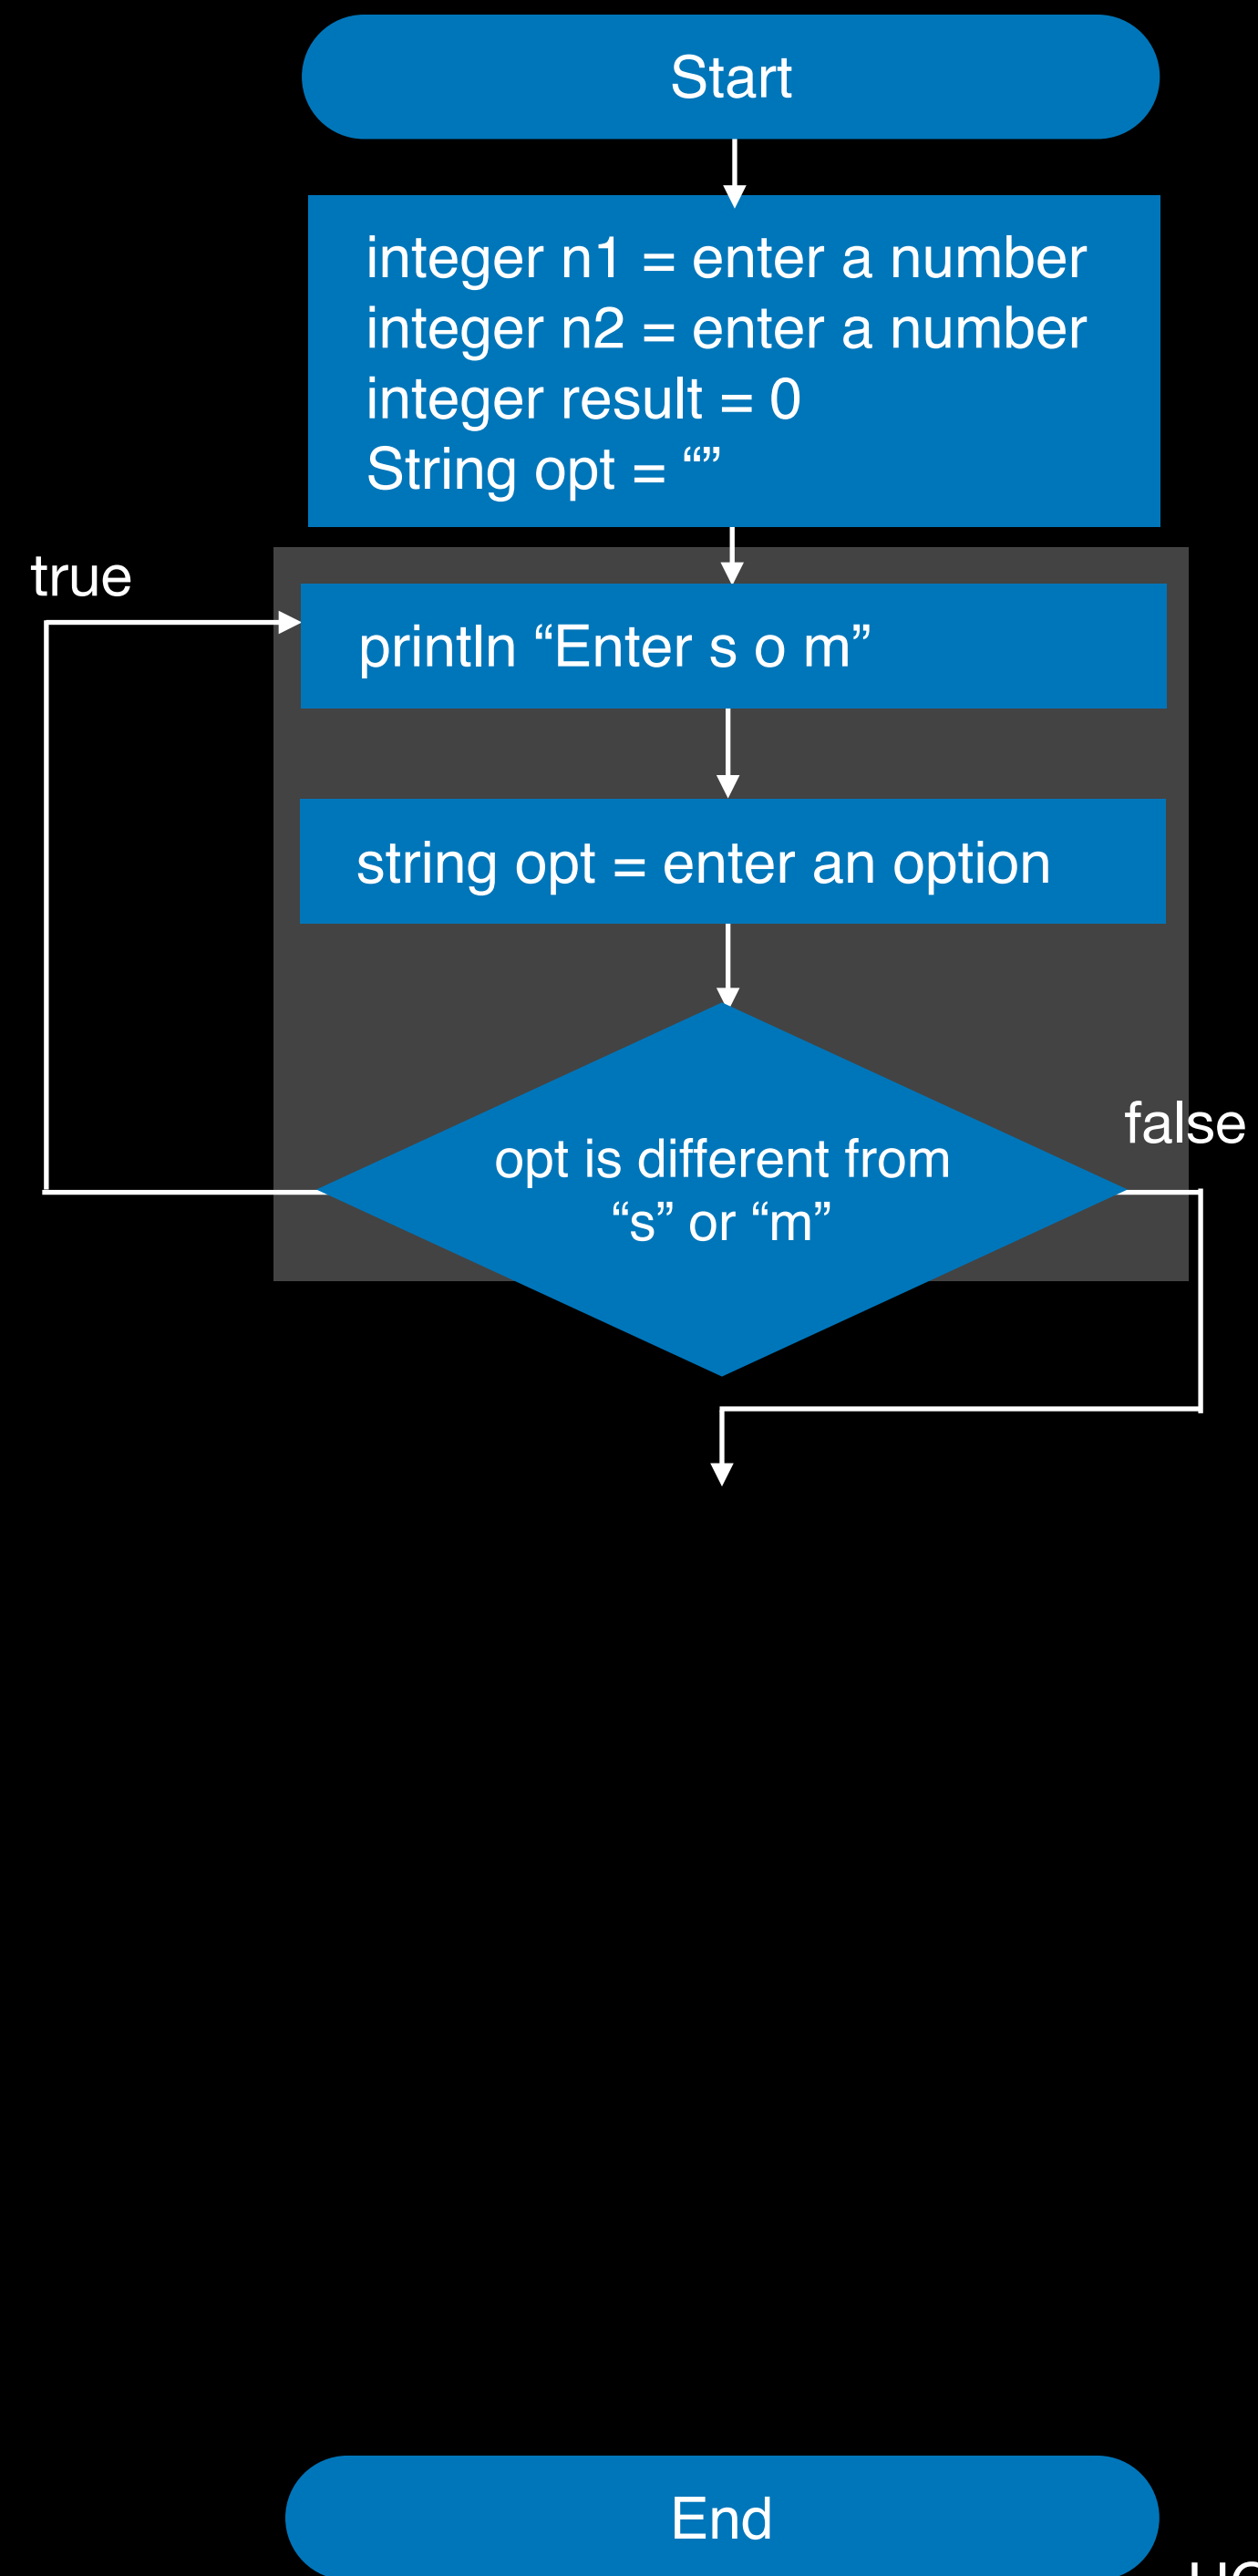 Start
integer n1 = enter a number
integer n2 = enter a number
integer result = 0
String opt = “”
true
println “Enter s o m”
string opt = enter an option
false
opt is different from
“s” or “m”
End